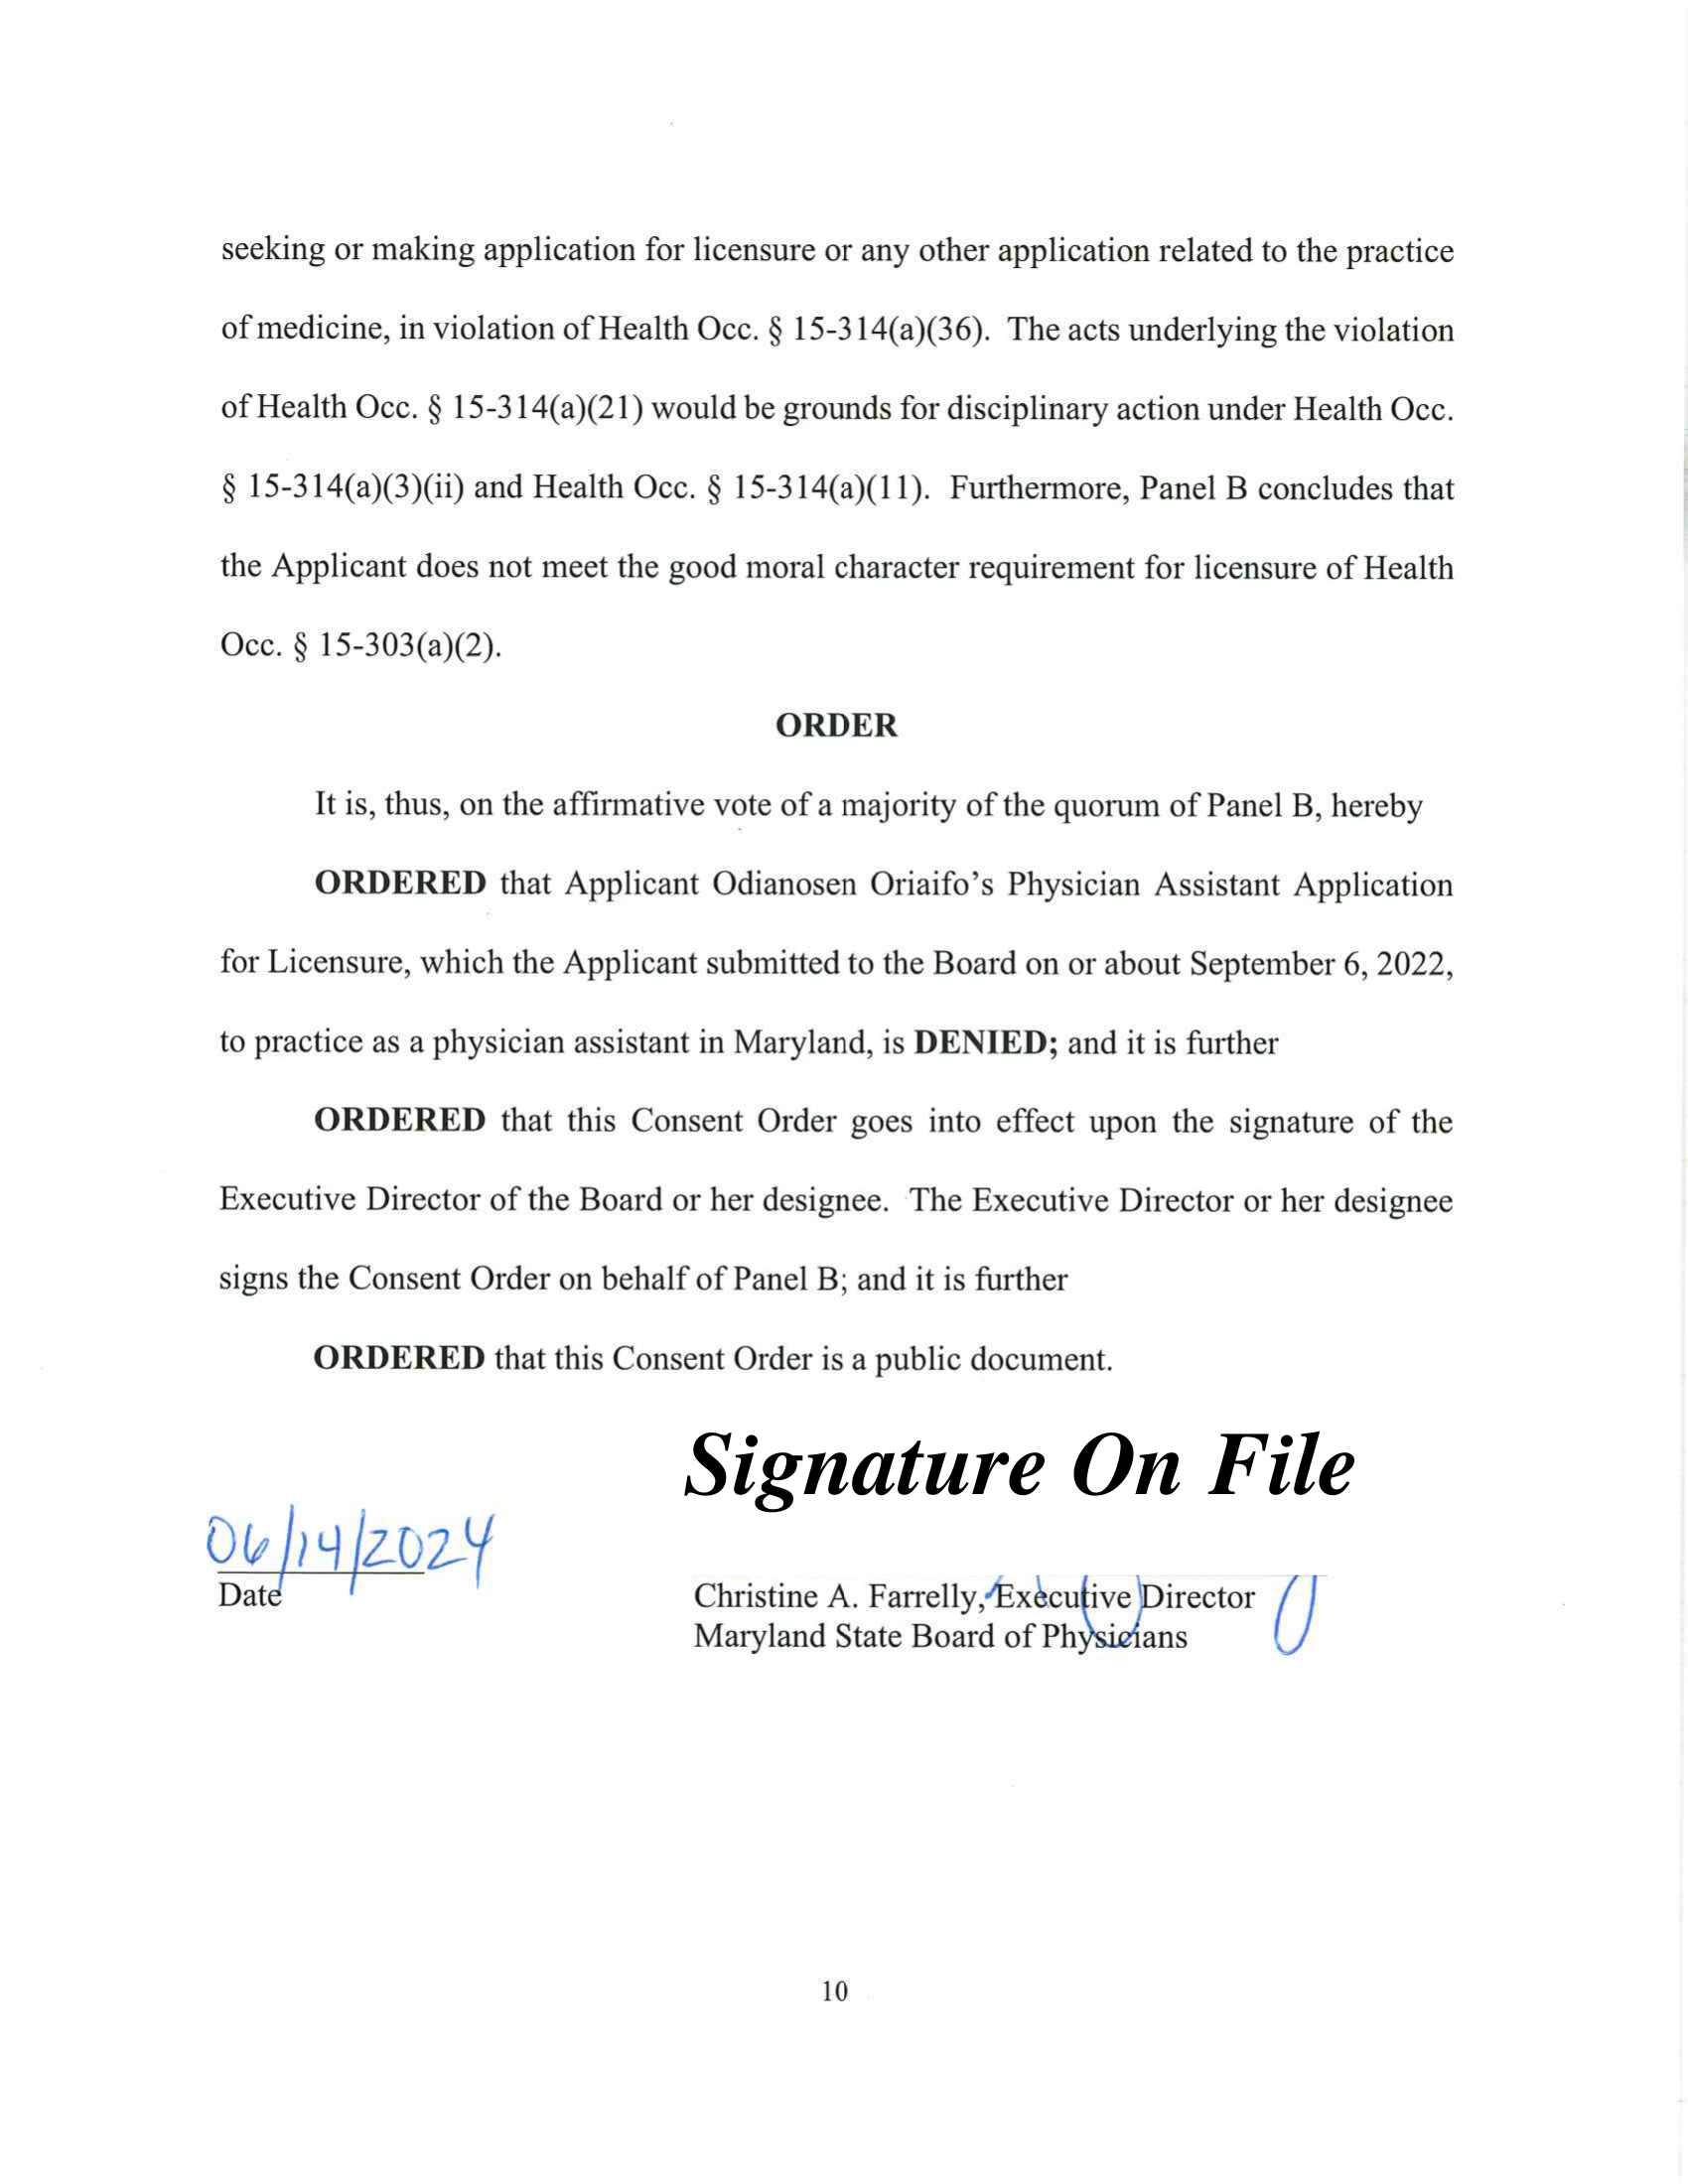 seeking or making application for licensure or any other application related to the practice
of medicine, in violation of Health Occ. § 15-314(a)(36). The acts underlying the violation
of Health Occ. § 15-314(a)(21) would be grounds for disciplinary action under Health Occ.
§ 15-314(a)(3)(ii) and Health Occ. § 15-314(a)(11). Furthermore, Panel B concludes that
the Applicant does not meet the good moral character requirement for licensure of Health
Occ. § 15-303(a)(2).
ORDER
It is, thus, on the affirmative vote of a majority of the quorum of Panel B, hereby
ORDERED that Applicant Odianosen Oriaifo's Physician Assistant Application
for Licensure, which the Applicant submitted to the Board on or about September 6, 2022,
to practice as a physician assistant in Maryland, is DENIED; and it is further
ORDERED that this Consent Order goes into effect upon the signature of the
Executive Director of the Board or her designee. The Executive Director or her designee
signs the Consent Order on behalf of Panel B; and it is further
ORDERED that this Consent Order is a public document.
Signature On File
06/14/2024
Date
Christine A. Farrelly, Executive Director
Maryland State Board of Physicians
10